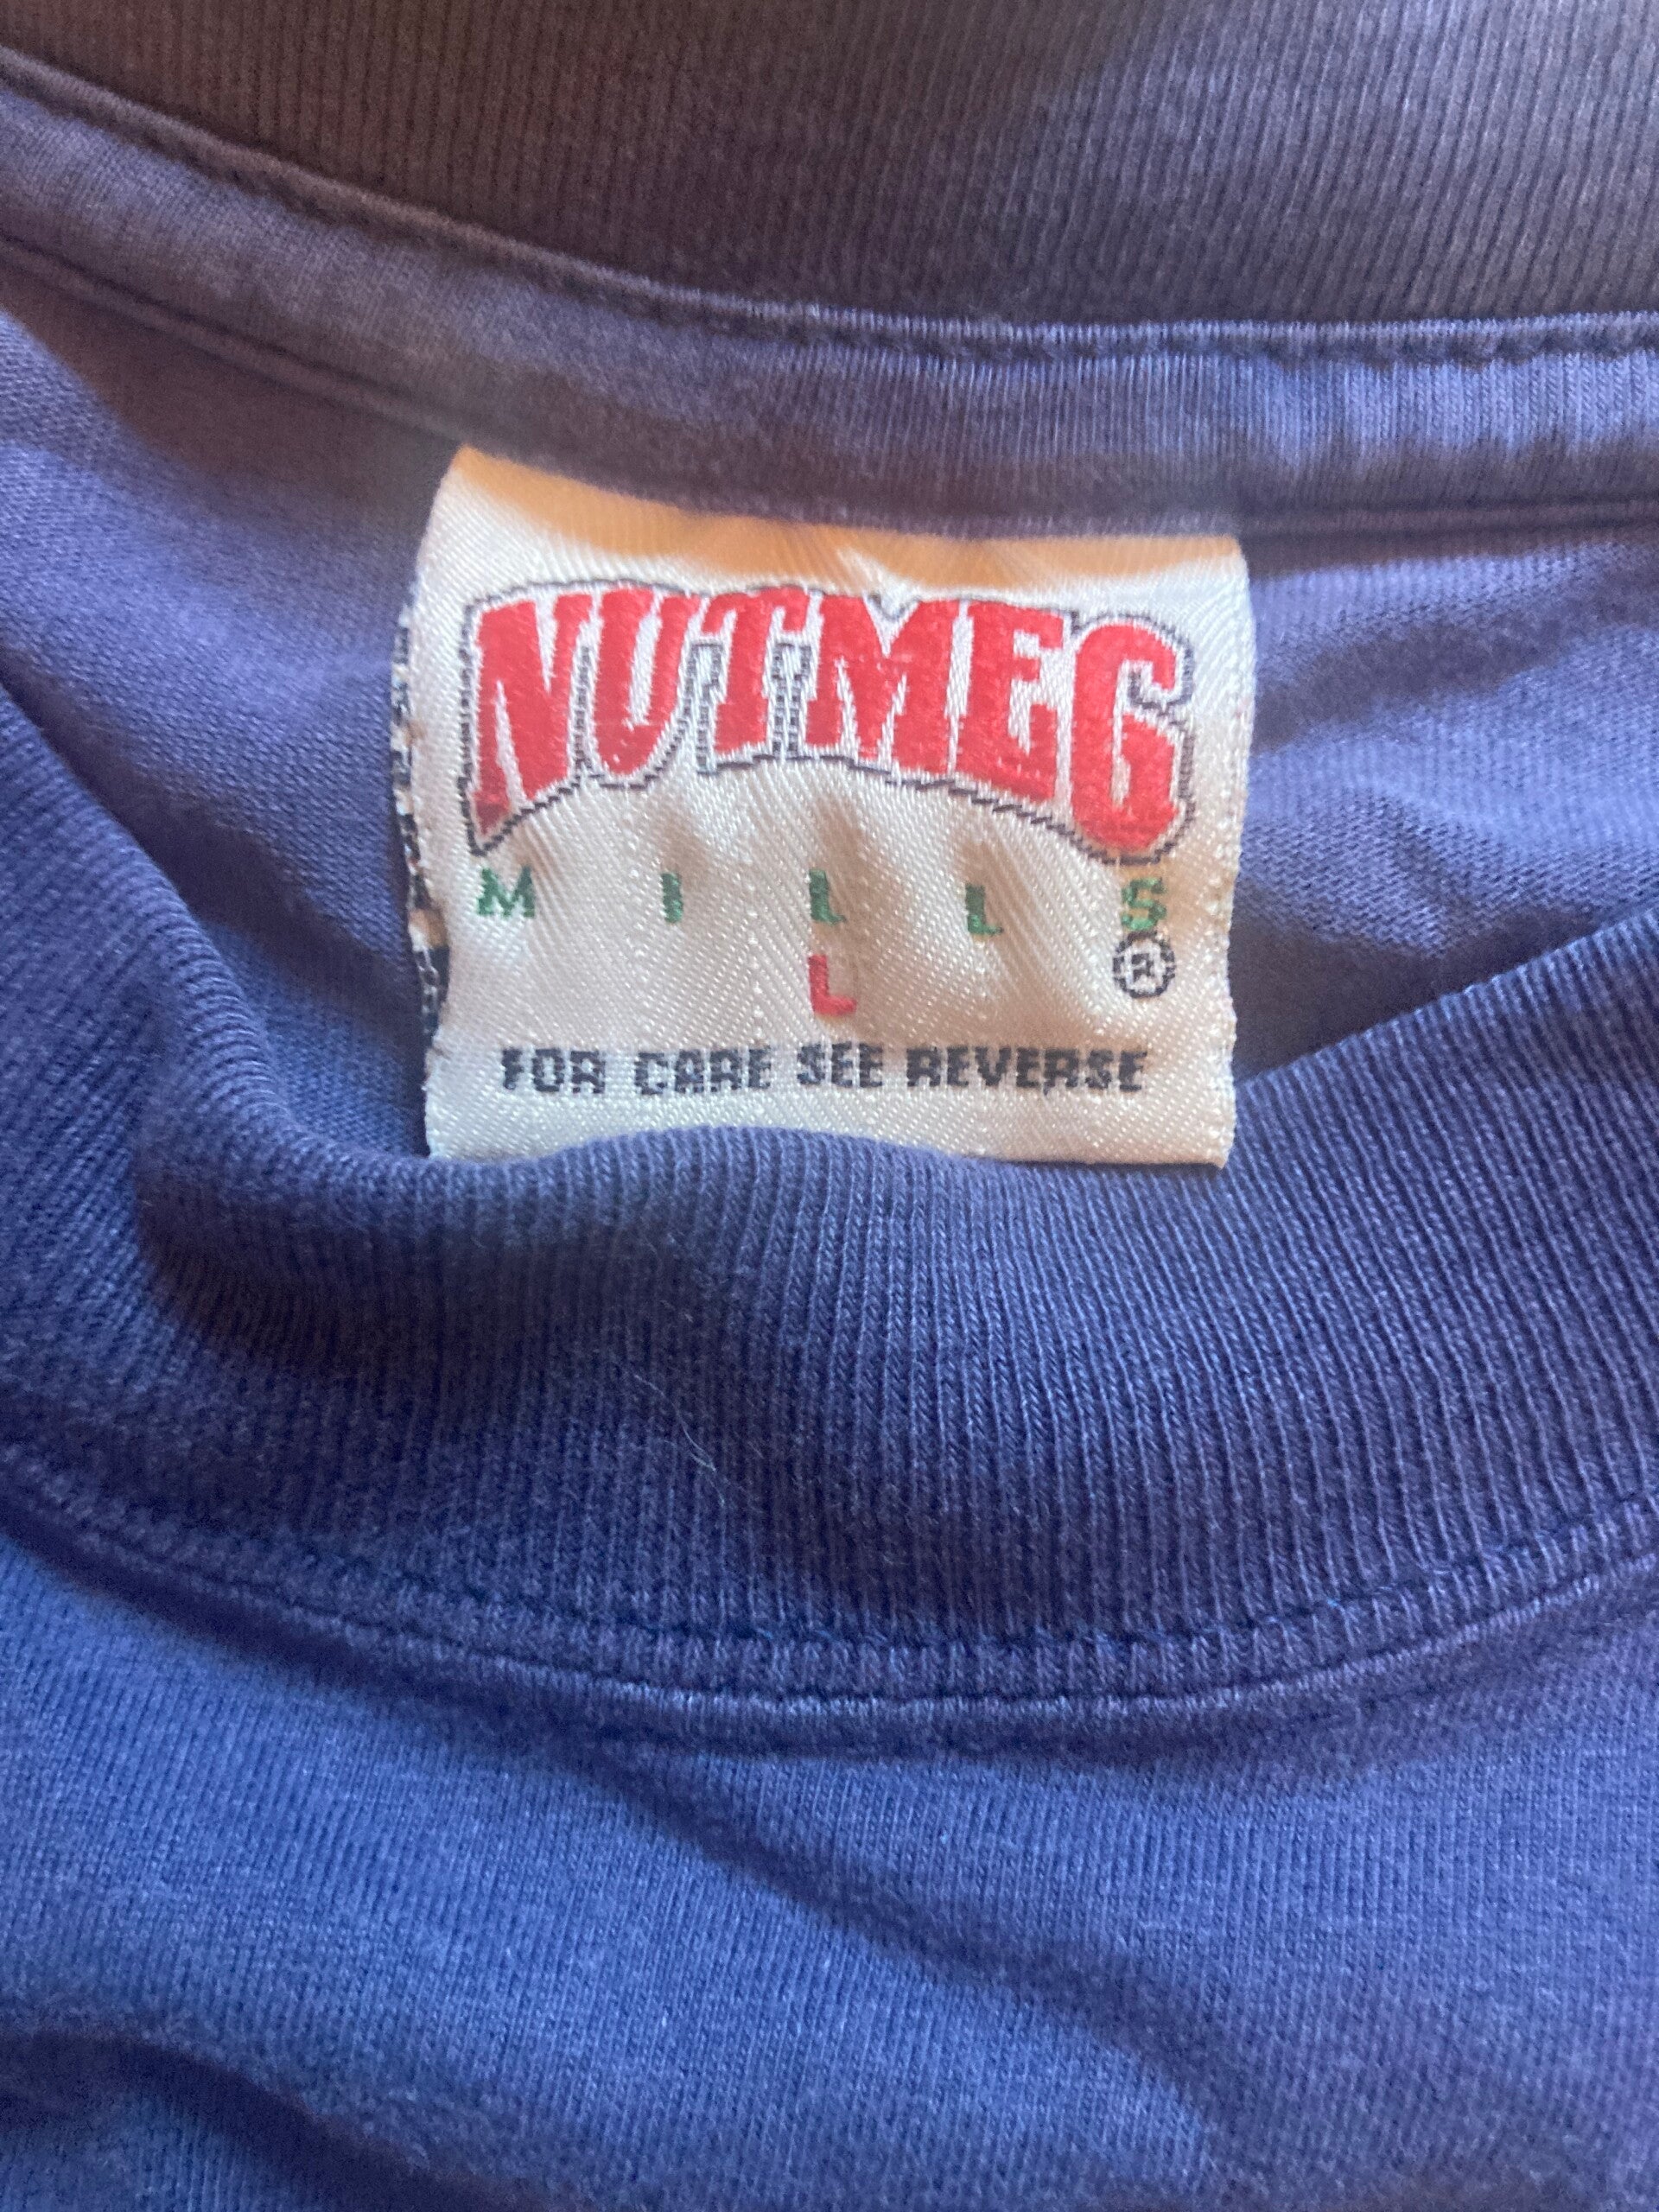 NUTMEG
MILLS
®
L
FOR CARE SEE REVERSE